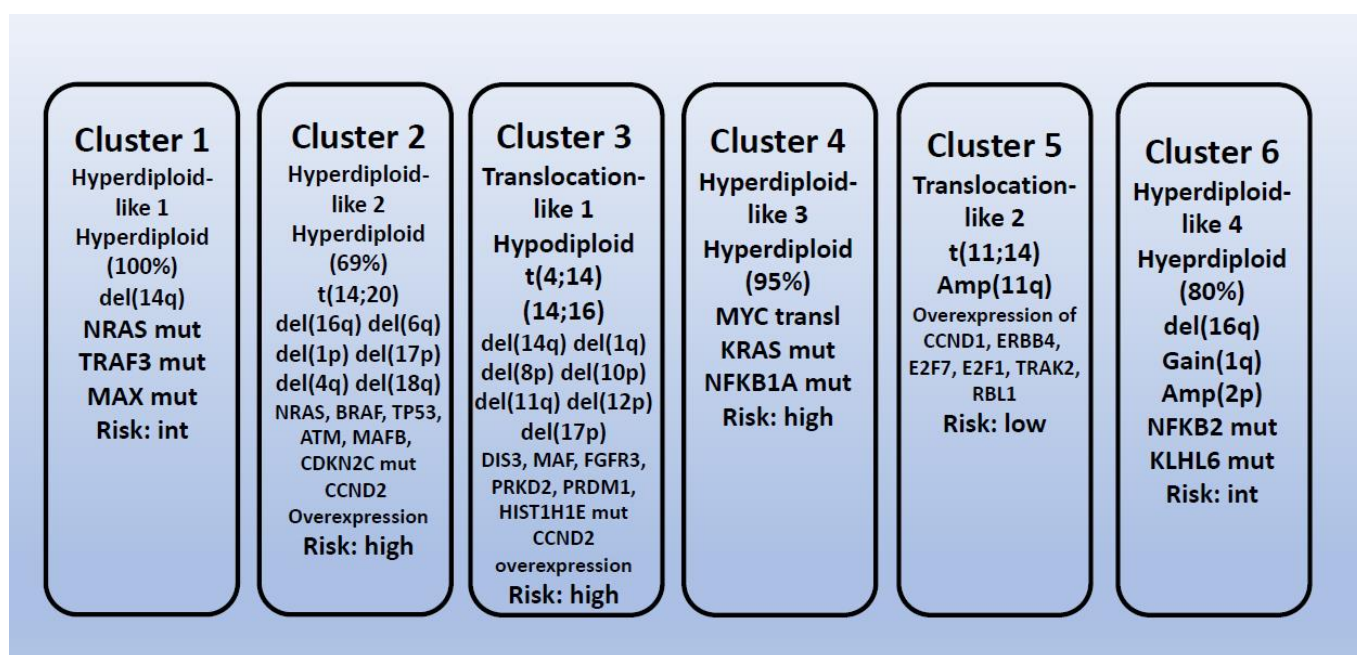 Cluster 1
Hyperdiploid-
like 1
Hyperdiploid
(100%)
del(14q)
NRAS mut
TRAF3 mut
MAX mut
Risk: int
Cluster 2
Hyperdiploid-
like 2
Hyperdiploid
(69%)
t(14;20)
del(16q) del(6q)
del(1p) del(17p)
del(4q) del(18q)
NRAS, BRAF, TP53,
ATM, MAFB,
CDKN2C mut
CCND2
Overexpression
Risk: high
Cluster 3
Translocation-
like 1
Hypodiploid
t(4;14)
(14;16)
del(14q) del(1q)
del(8p) del(10p)
del(11q) del(12p)
del(17p)
DIS3, MAF, FGFR3,
PRKD2, PRDM1,
HIST1H1E mut
CCND2
overexpression
Risk: high
Cluster 4
Hyperdiploid-
like 3
Hyperdiploid
(95%)
MYC transl
KRAS mut
NFKB1A mut
Risk: high
Cluster 5
Translocation-
like 2
t(11;14)
Amp(11q)
Overexpression of
CCND1, ERBB4,
E2F7, E2F1, TRAK2,
RBL1
Risk: low
Cluster 6
Hyperdiploid-
like 4
Hyeprdiploid
(80%)
del(16q)
Gain(1q)
Amp(2p)
NFKB2 mut
KLHL6 mut
Risk: int